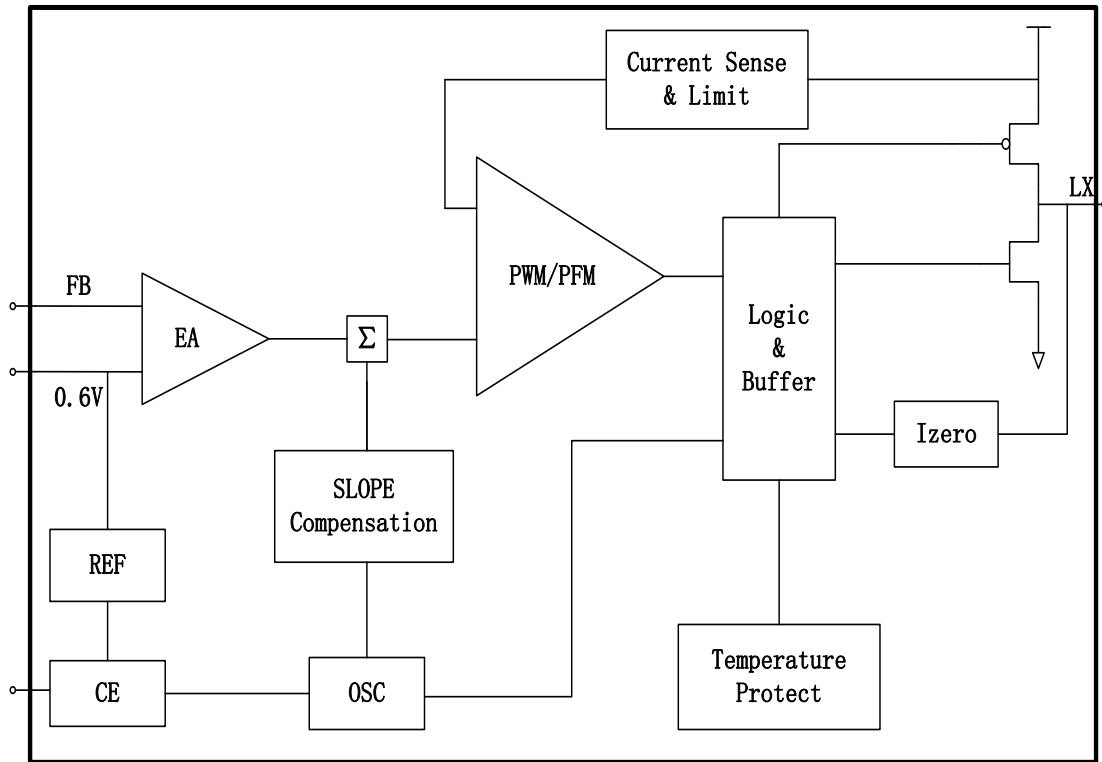 Current Sense
& Limit
LX
PWM/PFM
FB
EA
Σ
Logic
&
Buffer
0.6V
Izero
SLOPE
Compensation
REF
Temperature
Protect
CE
OSC